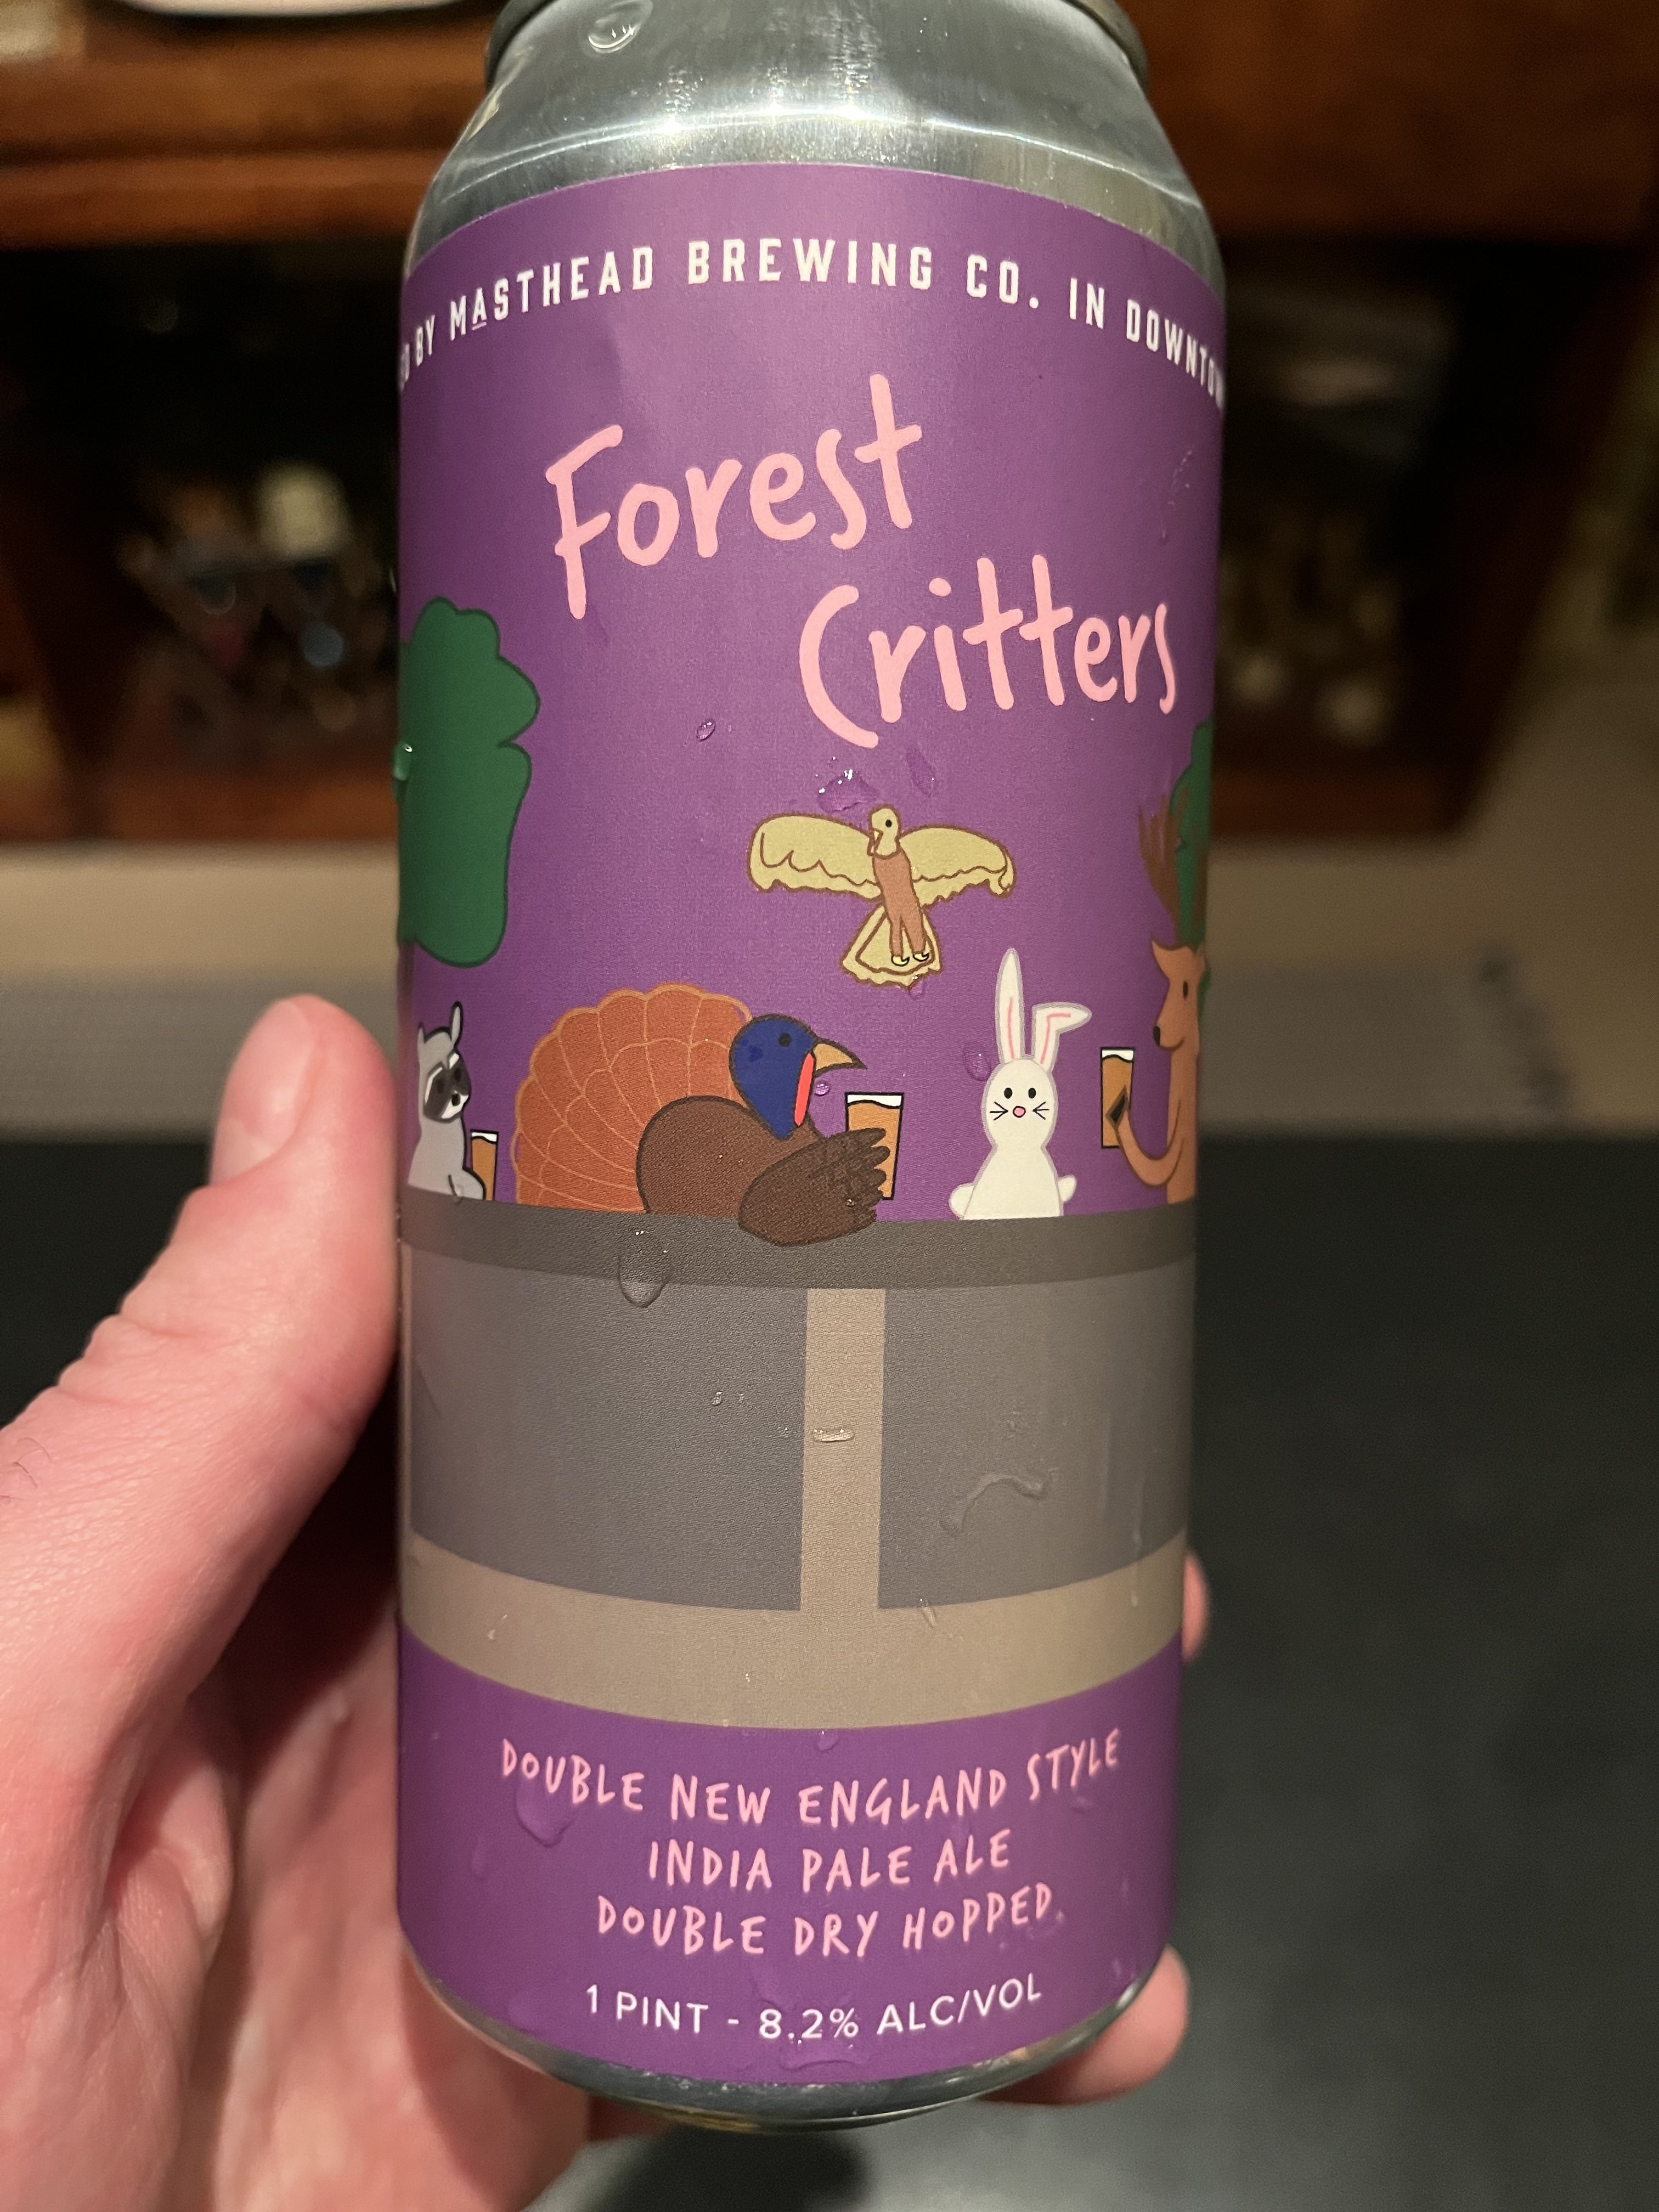 BY MASTHEAD BREWING CO. IN
Forest
Critters
DOUBLE NEW ENGLAND STYLE
INDIA PALE ALE
DOUBLE DRY HOPPED
1 PINT - 8.2% ALC/VOL